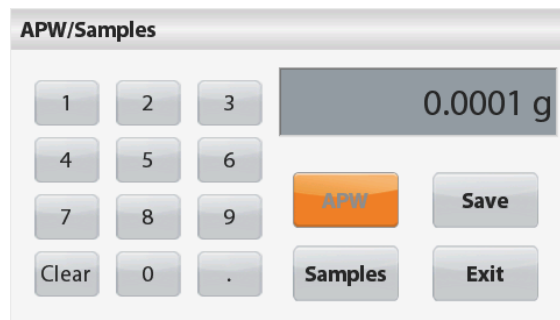 APW/Samples
1 2 3
0.0001 g
4 5 6
APW Save
7 8 9
Clear 0 .
Samples Exit